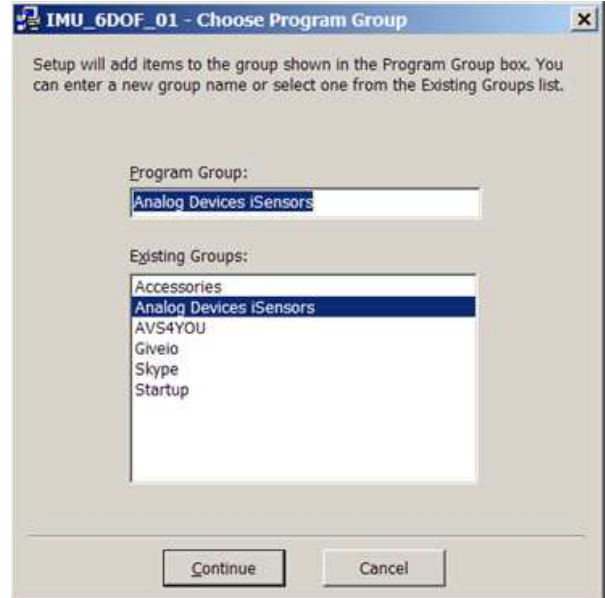 IMU_6DOF_01 - Choose Program Group
Setup will add items to the group shown in the Program Group box. You
can enter a new group name or select one from the Existing Groups list.
Program Group:
Analog Devices iSensors
Existing Groups:
Accessories
Analog Devices iSensors
AVS4YOU
Giveio
Skype
Startup
Continue
Cancel